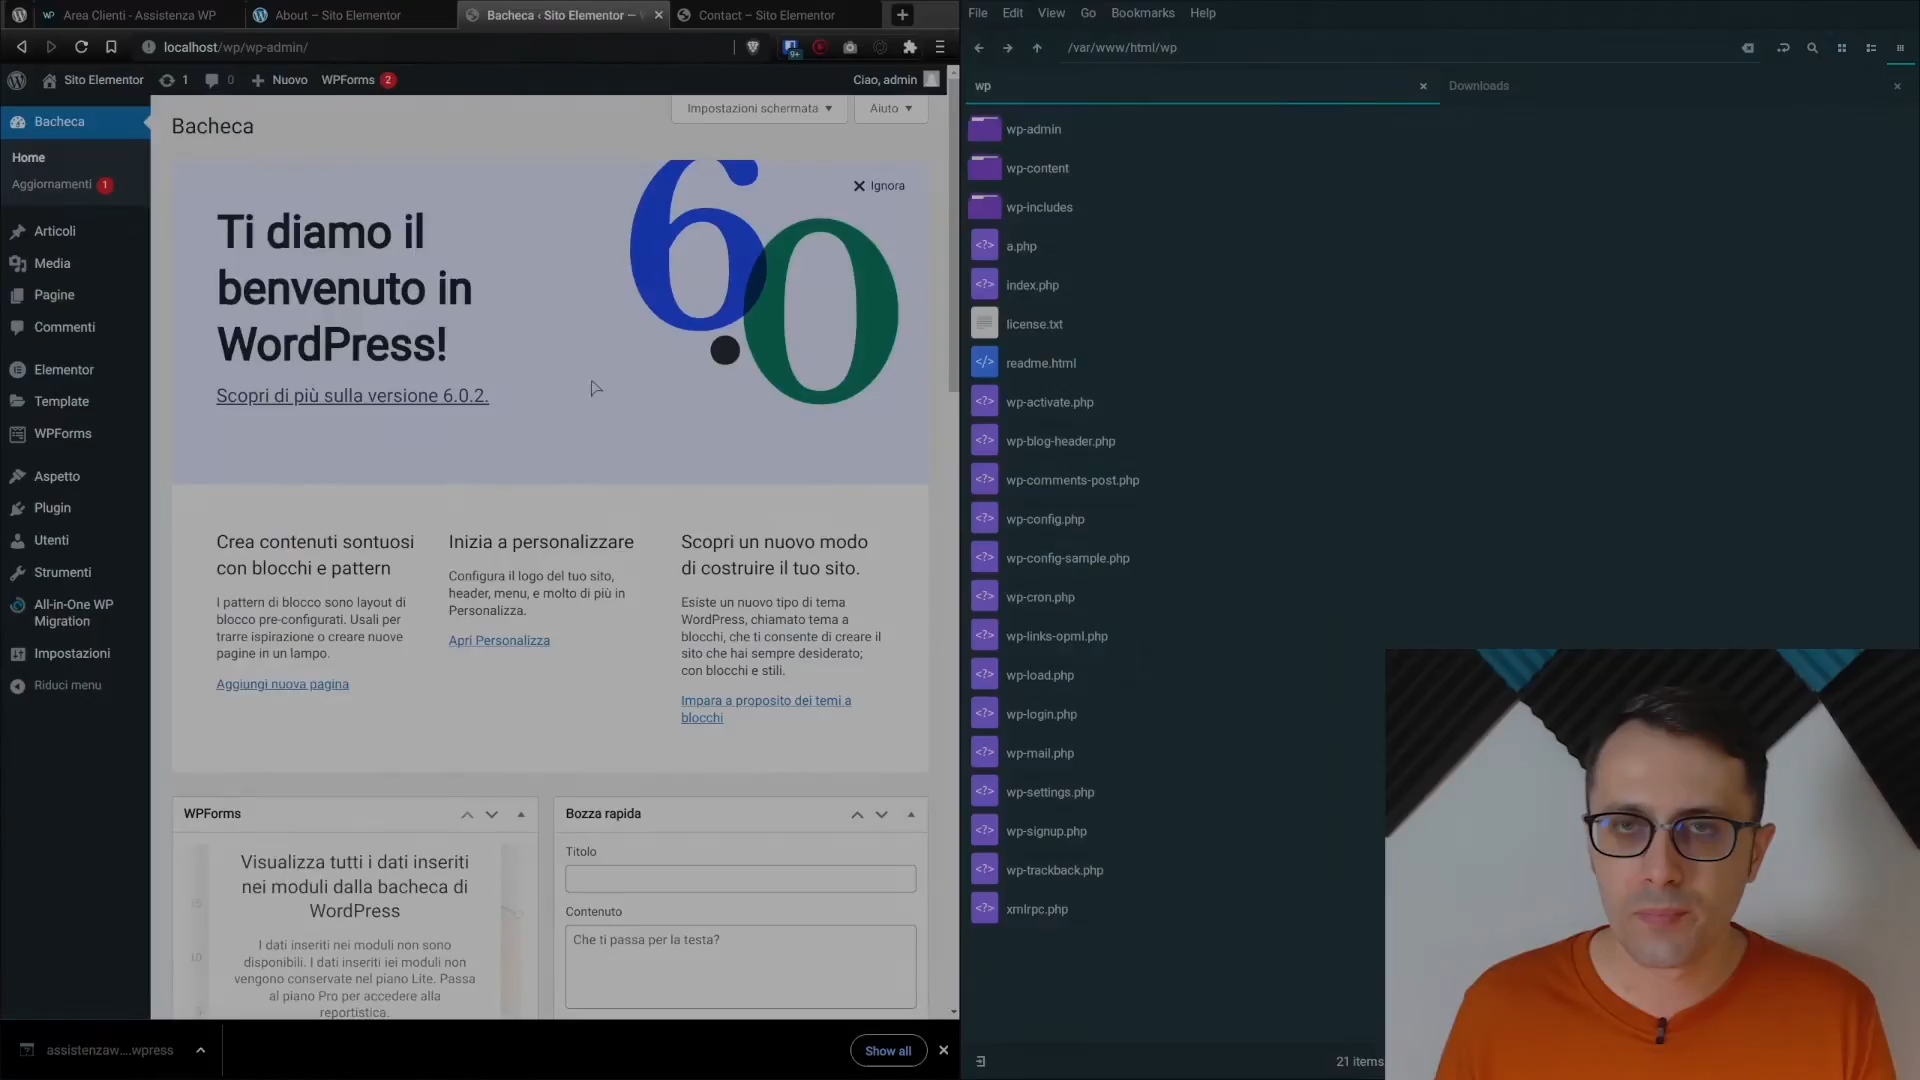 Area Clienti - Assistenza WP
About – Sito Elementor
Bacheca ‹ Sito Elementor —
Contact – Sito Elementor
localhost/wp/wp-admin/
9+
Sito Elementor
1
0
Nuovo
WPForms 2
Ciao, admin
Bacheca
Home
Aggiornamenti 1
Articoli
Media
Pagine
Commenti
Elementor
Template
WPForms
Aspetto
Plugin
Utenti
Strumenti
All-in-One WP
Migration
Impostazioni
Riduci menu
Impostazioni schermata
Aiuto
Bacheca
Ignora
6.0
Ti diamo il
benvenuto in
WordPress!
Scopri di più sulla versione 6.0.2.
Crea contenuti sontuosi
con blocchi e pattern
I pattern di blocco sono layout di
blocco pre-configurati. Usali per
trarre ispirazione o creare nuove
pagine in un lampo.
Aggiungi nuova pagina
Inizia a personalizzare
Configura il logo del tuo sito,
header, menu, e molto di più in
Personalizza.
Apri Personalizza
Scopri un nuovo modo
di costruire il tuo sito.
Esiste un nuovo tipo di tema
WordPress, chiamato tema a
blocchi, che ti consente di creare il
sito che hai sempre desiderato;
con blocchi e stili.
Impara a proposito dei temi a
blocchi
WPForms
Visualizza tutti i dati inseriti
nei moduli dalla bacheca di
WordPress
I dati inseriti nei moduli non sono
disponibili. I dati inseriti iei moduli non
vengono conservate nel piano Lite. Passa
al piano Pro per accedere alla
reportistica.
15
10
Bozza rapida
Titolo
Contenuto
Che ti passa per la testa?
assistenzaw....wpress
Show all
File Edit View Go Bookmarks Help
/var/www/html/wp
wp
Downloads
wp-admin
wp-content
wp-includes
a.php
index.php
license.txt
readme.html
wp-activate.php
wp-blog-header.php
wp-comments-post.php
wp-config.php
wp-config-sample.php
wp-cron.php
wp-links-opml.php
wp-load.php
wp-login.php
wp-mail.php
wp-settings.php
wp-signup.php
wp-trackback.php
xmlrpc.php
21 items